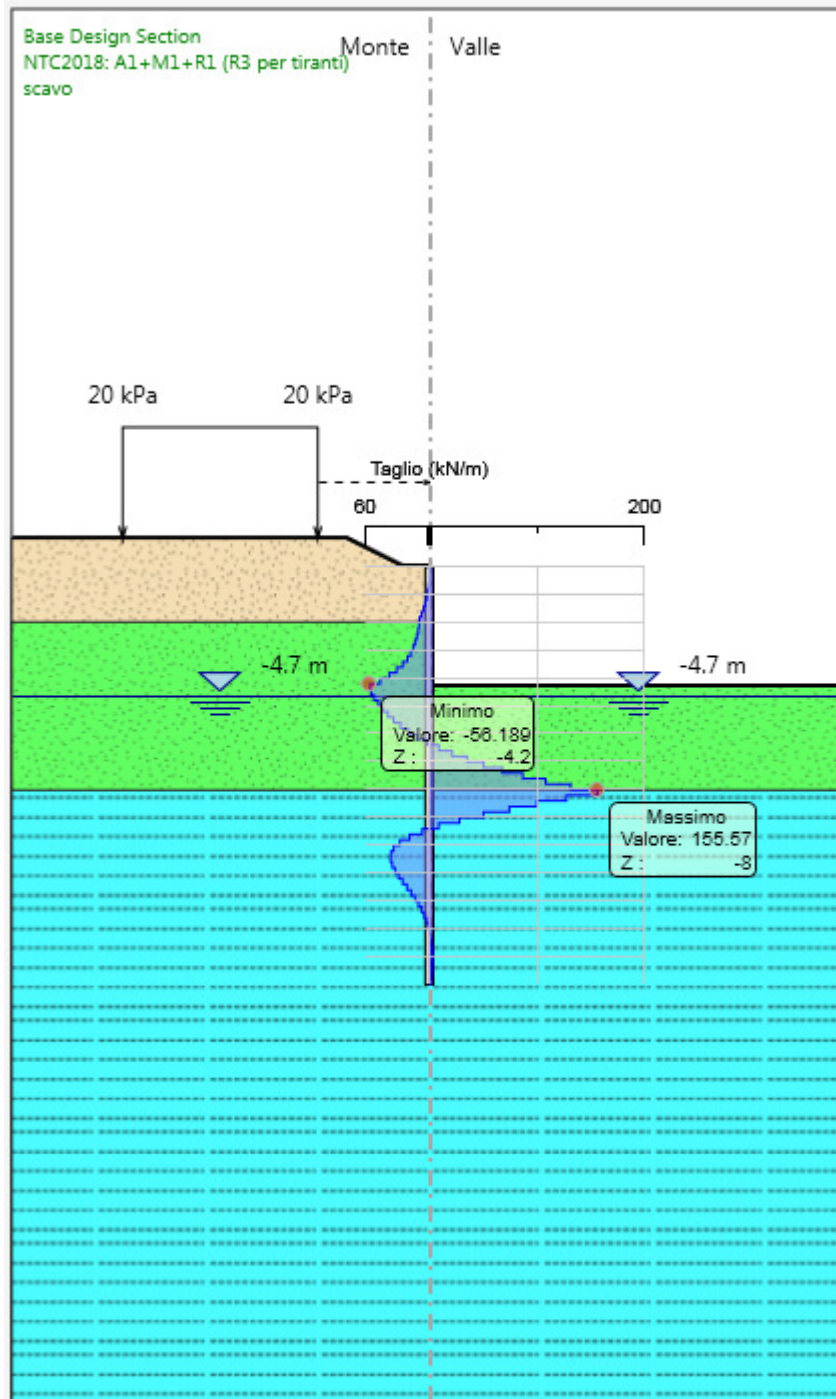 Base Design Section
NTC2018: A1+M1+R1 (R3 per tiranti)
scavo
Monte
Valle
20 kPa
20 kPa
Taglio (kN/m)
60
200
-4.7 m
-4.7 m
Minimo
Valore: -56.189
Z : -4.2
Massimo
Valore: 155.57
Z : -8